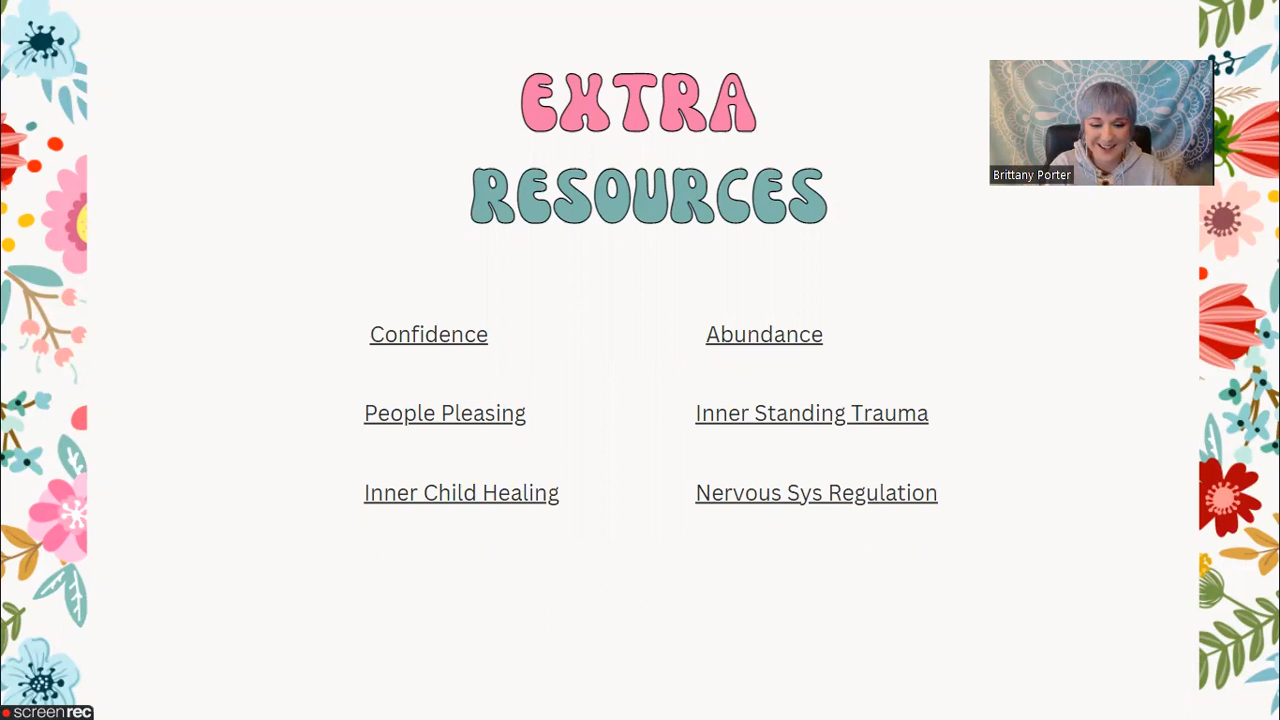 EXTRA
RESOURCES
Brittany Porter
Confidence
Abundance
People Pleasing
Inner Standing Trauma
Inner Child Healing
Nervous Sys Regulation
screenrec